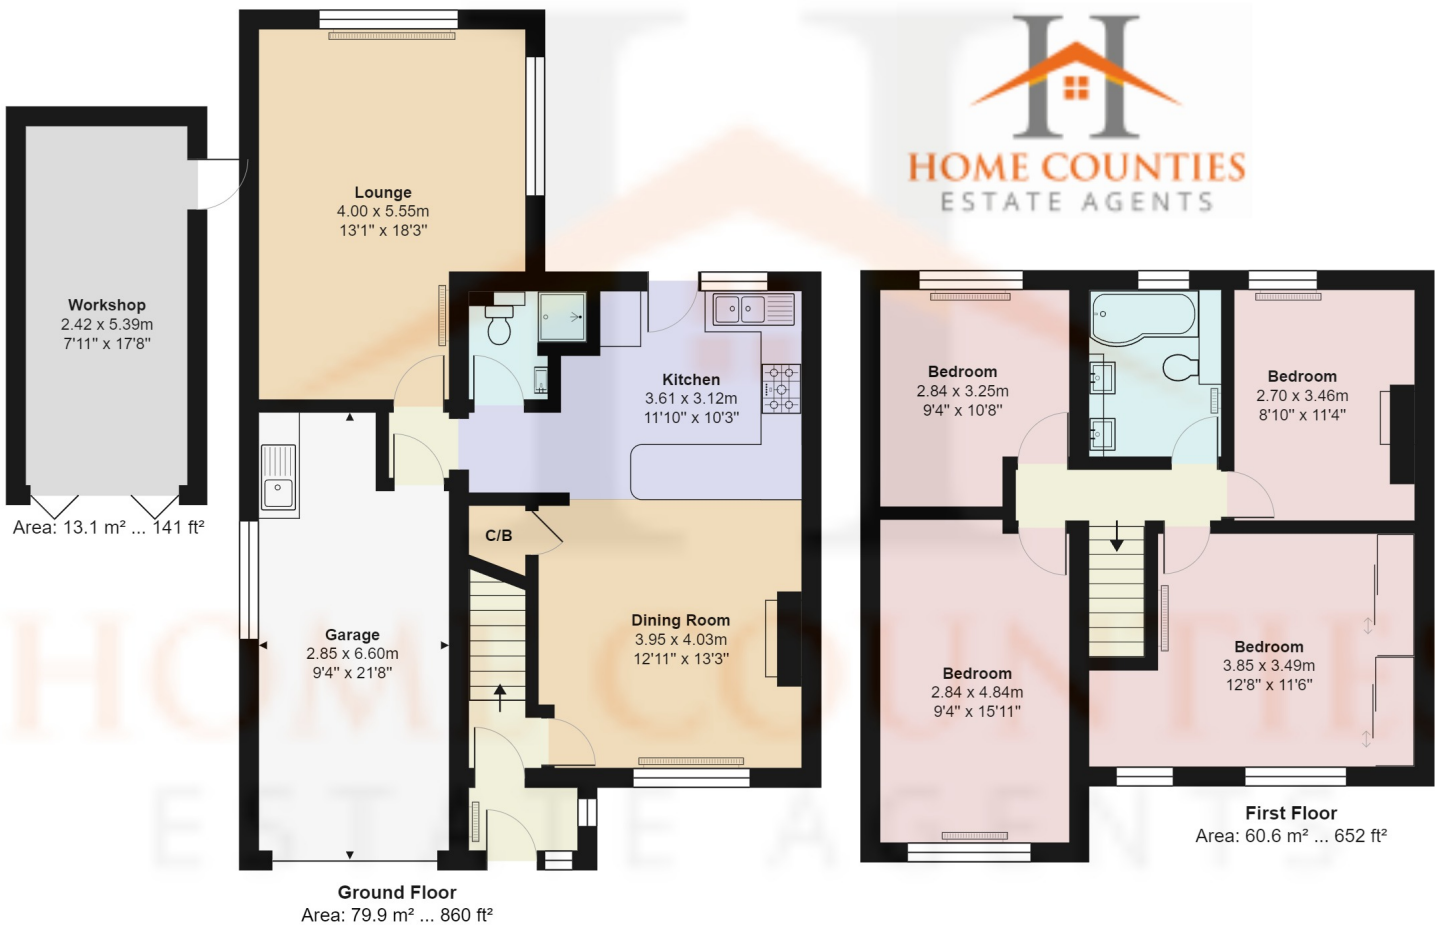 HOME COUNTIES
ESTATE AGENTS
Lounge
4.00 x 5.55m
13'1" x 18'3"
Workshop
2.42 x 5.39m
7'11" x 17'8"
Area: 13.1 m² ... 141 ft²
Kitchen
3.61 x 3.12m
11'10" x 10'3"
C/B
Garage
2.85 x 6.60m
9'4" x 21'8"
Dining Room
3.95 x 4.03m
12'11" x 13'3"
Ground Floor
Area: 79.9 m² ... 860 ft²
Bedroom
2.84 x 3.25m
9'4" x 10'8"
Bedroom
2.70 x 3.46m
8'10" x 11'4"
Bedroom
2.84 x 4.84m
9'4" x 15'11"
Bedroom
3.85 x 3.49m
12'8" x 11'6"
First Floor
Area: 60.6 m² ... 652 ft²
HOME COUNTIES
ESTATE AGENTS